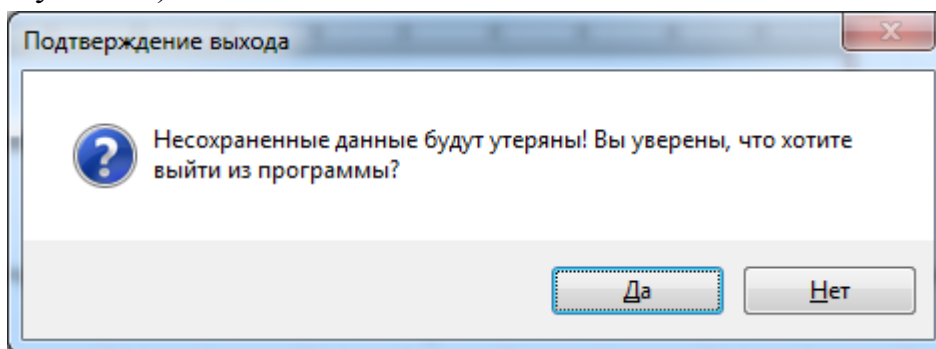 Подтверждение выхода
Несохраненные данные будут утеряны! Вы уверены, что хотите
выйти из программы?
Да
Нет